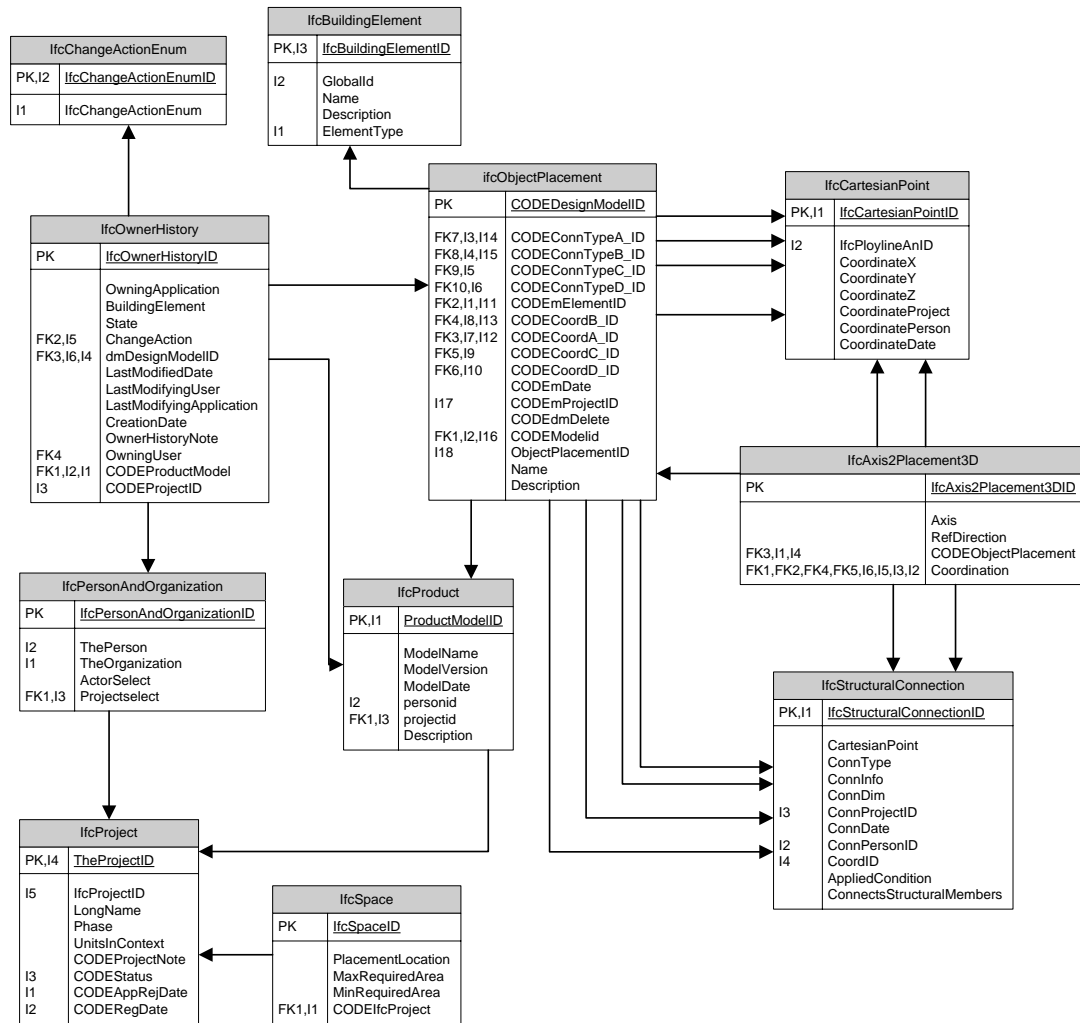 IfcBuildingElement
PK,I3 IfcBuildingElementID
I2 GlobalId
Name
Description
I1 ElementType
IfcChangeActionEnum
PK,I2 IfcChangeActionEnumID
I1 IfcChangeActionEnum
ifcObjectPlacement
PK CODEDesignModelID
FK7,I3,I14 CODEConnTypeA_ID
FK8,I4,I15 CODEConnTypeB_ID
FK9,I5 CODEConnTypeC_ID
FK10,I6 CODEConnTypeD_ID
FK2,I1,I11 CODEmElementID
FK4,I8,I13 CODECoordB_ID
FK3,I7,I12 CODECoordA_ID
FK5,I9 CODECoordC_ID
FK6,I10 CODECoordD_ID
CODEmDate
I17 CODEmProjectID
CODEdmDelete
FK1,I2,I16 CODEModelid
I18 ObjectPlacementID
Name
Description
IfcCartesianPoint
PK,I1 IfcCartesianPointID
I2 IfcPloylineAnID
CoordinateX
CoordinateY
CoordinateZ
CoordinateProject
CoordinatePerson
CoordinateDate
IfcOwnerHistory
PK IfcOwnerHistoryID
OwningApplication
BuildingElement
State
FK2,I5 ChangeAction
FK3,I6,I4 dmDesignModelID
LastModifiedDate
LastModifyingUser
LastModifyingApplication
CreationDate
OwnerHistoryNote
FK4 OwningUser
FK1,I2,I1 CODEProductModel
I3 CODEProjectID
IfcAxis2Placement3D
PK IfcAxis2Placement3DID
Axis
RefDirection
FK3,I1,I4 CODEObjectPlacement
FK1,FK2,FK4,FK5,I6,I5,I3,I2 Coordination
IfcPersonAndOrganization
PK IfcPersonAndOrganizationID
I2 ThePerson
I1 TheOrganization
ActorSelect
FK1,I3 Projectselect
IfcProduct
PK,I1 ProductModelID
ModelName
ModelVersion
ModelDate
I2 personid
FK1,I3 projectid
Description
IfcStructuralConnection
PK,I1 IfcStructuralConnectionID
CartesianPoint
ConnType
ConnInfo
ConnDim
I3 ConnProjectID
ConnDate
I2 ConnPersonID
I4 CoordID
AppliedCondition
ConnectsStructuralMembers
IfcProject
PK,I4 TheProjectID
I5 IfcProjectID
LongName
Phase
UnitsInContext
CODEProjectNote
I3 CODEStatus
I1 CODEAppRejDate
I2 CODERegDate
IfcSpace
PK IfcSpaceID
PlacementLocation
MaxRequiredArea
MinRequiredArea
FK1,I1 CODEIfcProject